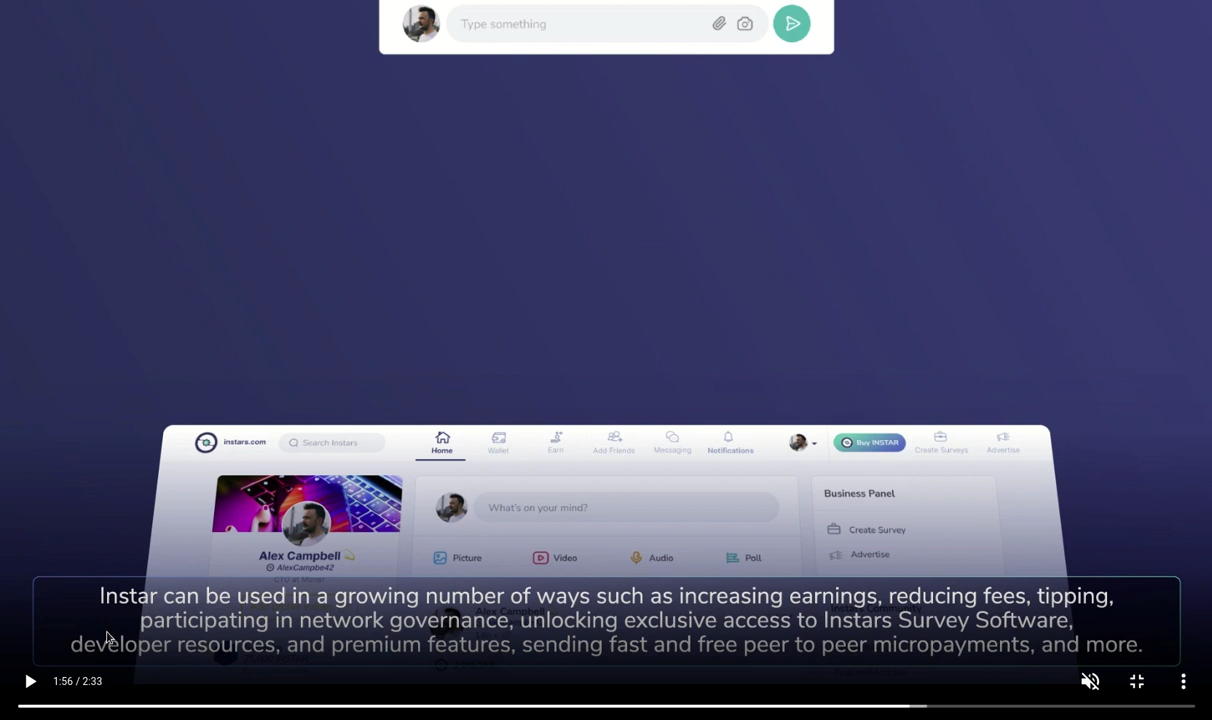 Type something
instars.com
Search Instars
Home
Wallet
Earn
Add Friends
Messaging
Notifications
Buy INSTAR
Create Surveys
Advertise
What's on your mind?
Business Panel
Picture
Video
Audio
Poll
Create Survey
Advertise
Alex Campbell
AlexCampbe42
Alex Campbell
Instar can be used in a growing number of ways such as increasing earnings, reducing fees, tipping,
participating in network governance, unlocking exclusive access to Instars Survey Software,
developer resources, and premium features, sending fast and free peer to peer micropayments, and more.
1:56 / 2:33